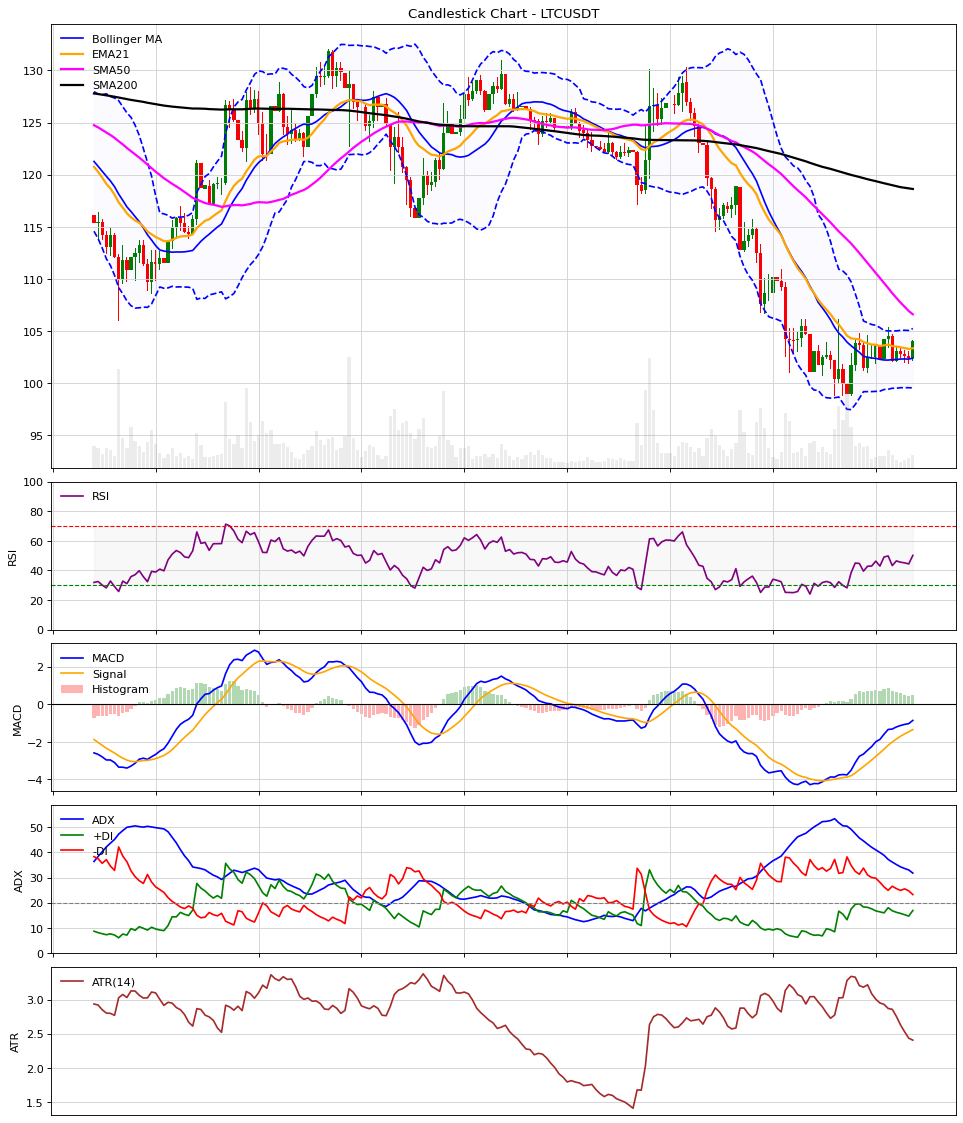 Candlestick Chart - LTCUSDT
Bollinger MA
EMA21
SMA50
SMA200
130
125
120
115
110
105
100
95
RSI
100
80
60
40
20
0
RSI
MACD
Signal
Histogram
2
0
−2
−4
MACD
ADX
+DI
-DI
50
40
30
20
10
0
ADX
ATR(14)
3.0
2.5
2.0
1.5
ATR